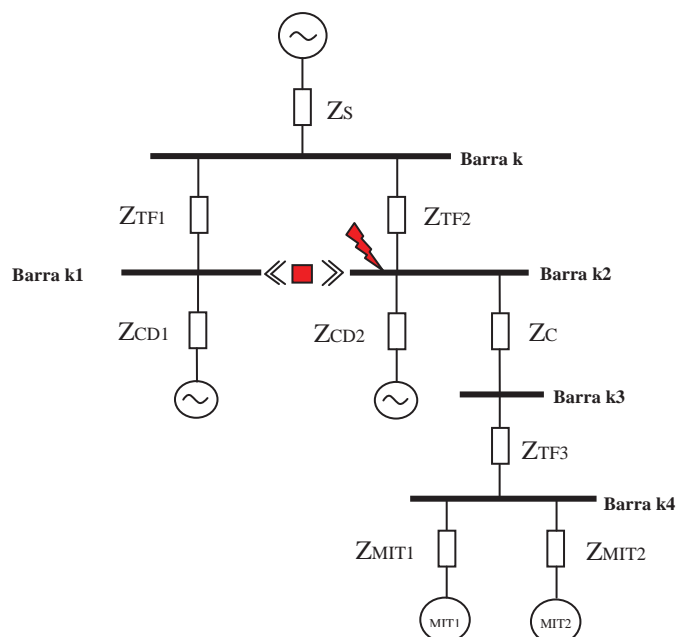 ZS
Barra k
ZTF1
ZTF2
Barra k1
Barra k2
ZCD1
ZCD2
ZC
Barra k3
ZTF3
Barra k4
ZMIT1
ZMIT2
MIT1
MIT2